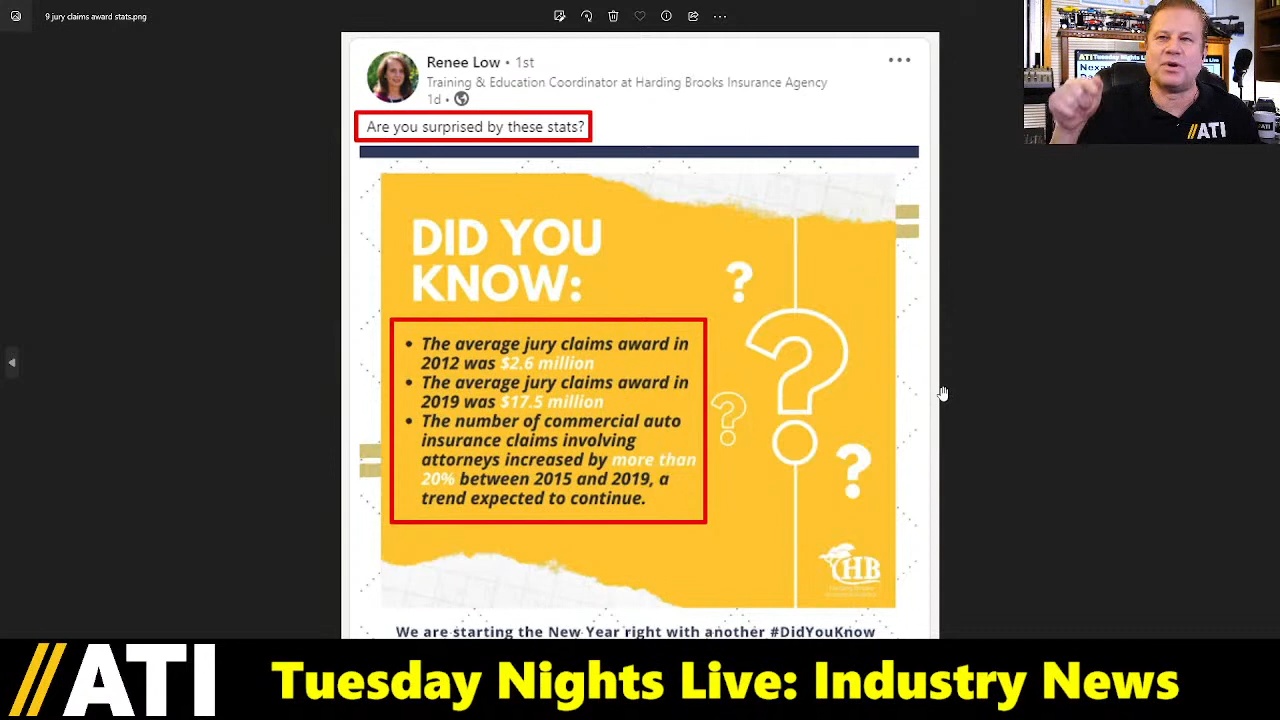 9 jury claims award stats.png
Renee Low • 1st
Training & Education Coordinator at Harding Brooks Insurance Agency
1d •
Are you surprised by these stats?
DID YOU
KNOW:
• The average jury claims award in
2012 was $2.6 million
• The average jury claims award in
2019 was $17.5 million
• The number of commercial auto
insurance claims involving
attorneys increased by more than
20% between 2015 and 2019, a
trend expected to continue.
?
?
?
?
HB
We are starting the New Year right with another #DidYouKnow
ATI Tuesday Nights Live
//ATI
//ATI
Tuesday Nights Live: Industry News